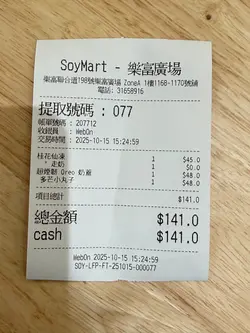 SoyMart - 樂富廣場
樂富聯合道198號樂富廣場 ZoneA 1樓1168-1170號舖
電話: 31658916
提取號碼 : 077
帳單號碼 : 207712
收銀員 : WebOn
交易時間 : 2025-10-15 15:24:59
桂花仙凍 1 $45.0
* 走奶 1 $0.0
超燶朝 Oreo 奶蓋 1 $48.0
多芒小丸子 1 $48.0
項目總計 $141.0
總金額 $141.0
cash $141.0
WebOn 2025-10-15 15:24:59
SOY-LFP-FT-251015-000077